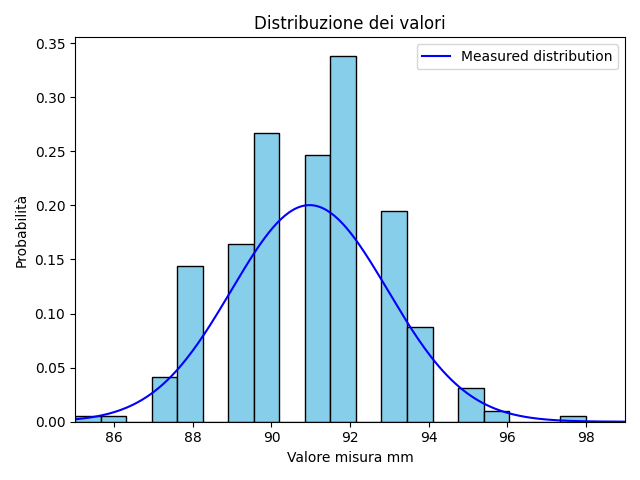 Distribuzione dei valori
Measured distribution
Probabilità
0.35
0.30
0.25
0.20
0.15
0.10
0.05
0.00
86 88 90 92 94 96 98
Valore misura mm